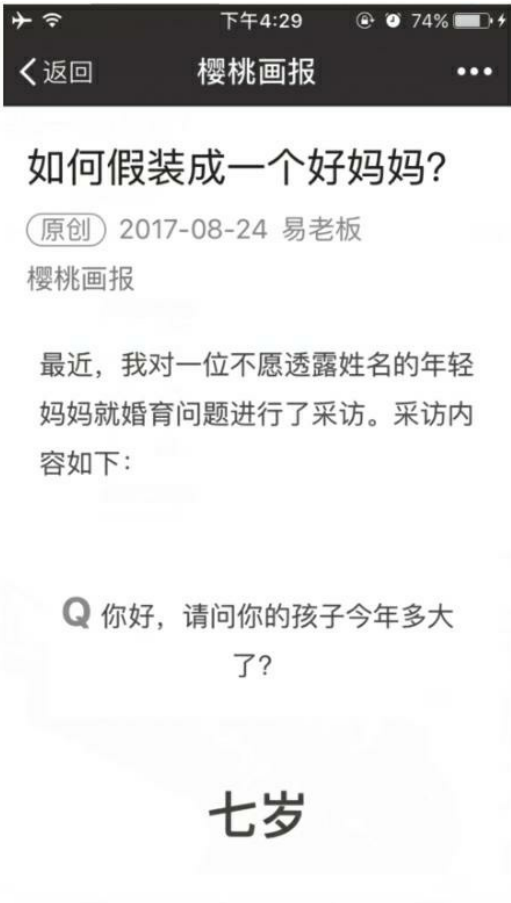 下午4:29
74%
返回
樱桃画报
如何假装成一个好妈妈?
原创 2017-08-24 易老板
樱桃画报
最近，我对一位不愿透露姓名的年轻
妈妈就婚育问题进行了采访。采访内
容如下：
Q 你好，请问你的孩子今年多大
了?
七岁